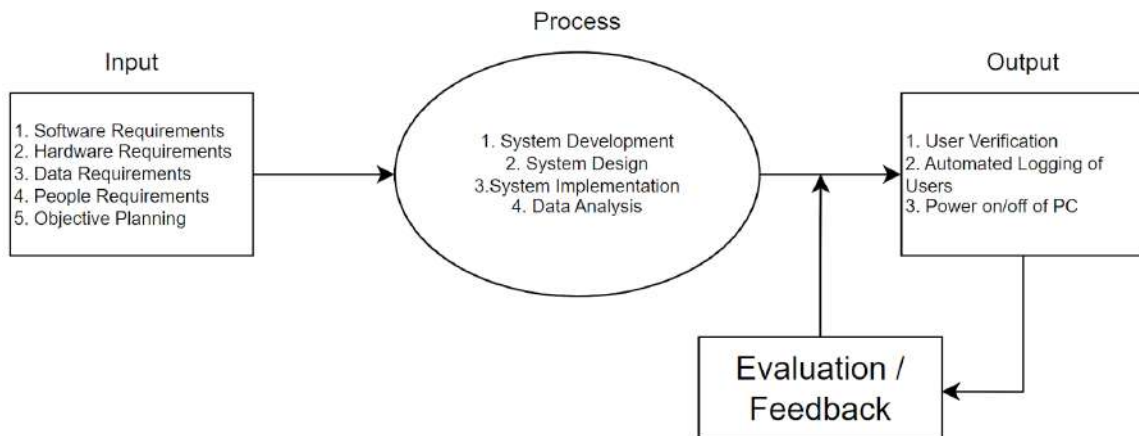 Process
Input
Output
1. Software Requirements
2. Hardware Requirements
3. Data Requirements
4. People Requirements
5. Objective Planning
1. System Development
2. System Design
3.System Implementation
4. Data Analysis
1. User Verification
2. Automated Logging of
Users
3. Power on/off of PC
Evaluation /
Feedback